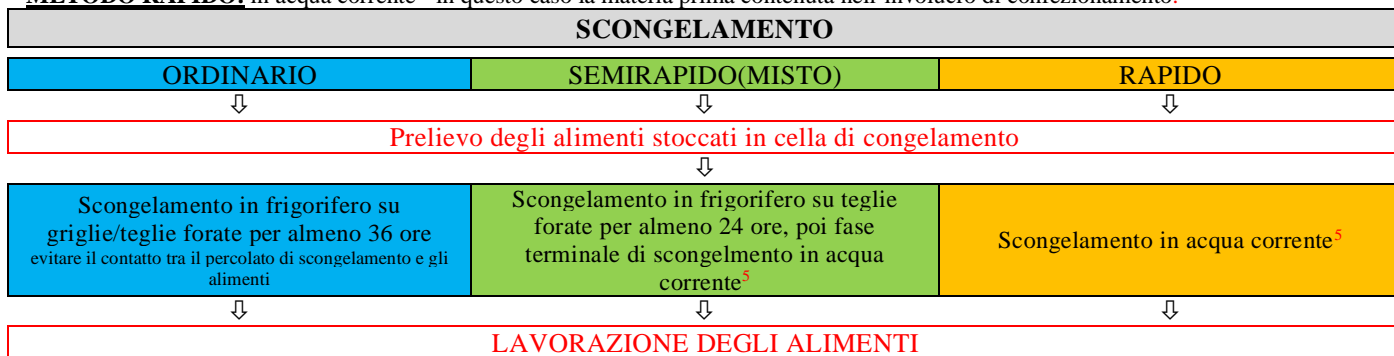 METODO RAPIDO: in acqua corrente in questo caso la materia prima contenuta nell'involucro di confezionamento.
SCONGELAMENTO
ORDINARIO
SEMIRAPIDO(MISTO)
RAPIDO
⇩ ⇩ ⇩
Prelievo degli alimenti stoccati in cella di congelamento
⇩
Scongelamento in frigorifero su
griglie/teglie forate per almeno 36 ore
evitare il contatto tra il percolato di scongelamento e gli
alimenti
Scongelamento in frigorifero su teglie
forate per almeno 24 ore, poi fase
terminale di scongelmento in acqua
corrente⁵
Scongelamento in acqua corrente⁵
⇩ ⇩ ⇩
LAVORAZIONE DEGLI ALIMENTI